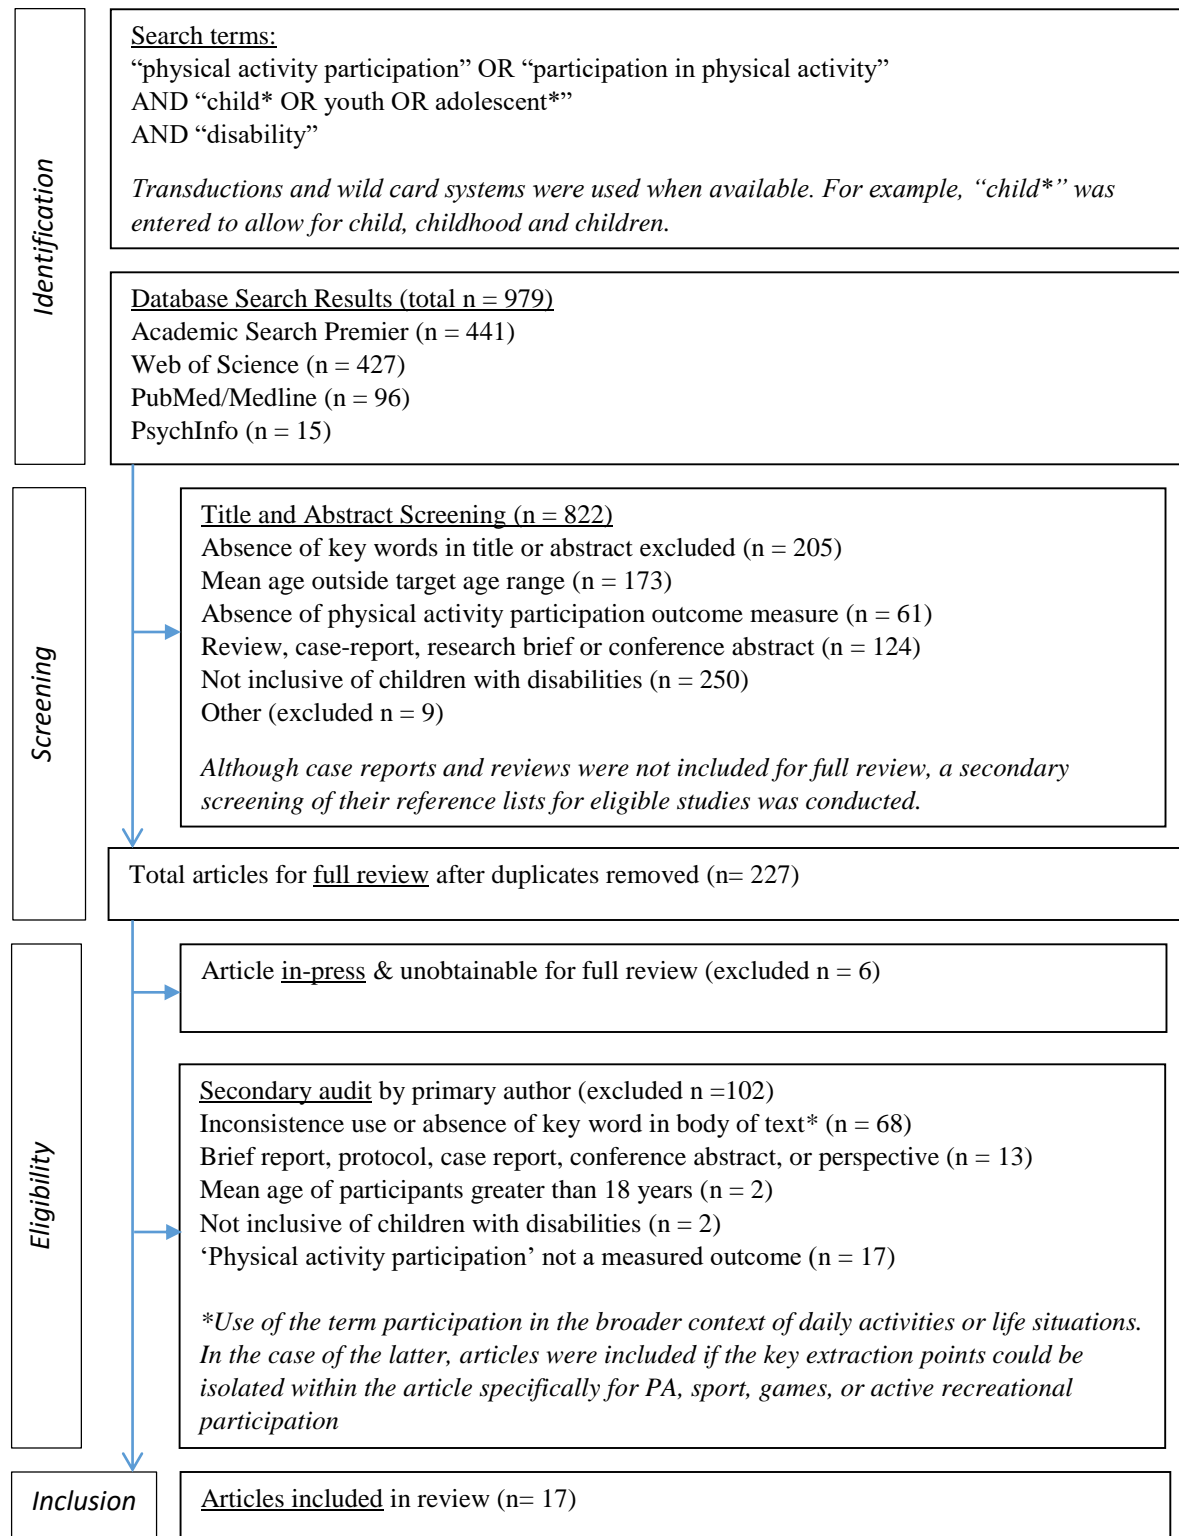 Identification
Search terms:
“physical activity participation” OR “participation in physical activity”
AND “child* OR youth OR adolescent*”
AND “disability”
Transductions and wild card systems were used when available. For example, “child*” was
entered to allow for child, childhood and children.
Database Search Results (total n = 979)
Academic Search Premier (n = 441)
Web of Science (n = 427)
PubMed/Medline (n = 96)
PsychInfo (n = 15)
Screening
Title and Abstract Screening (n = 822)
Absence of key words in title or abstract excluded (n = 205)
Mean age outside target age range (n = 173)
Absence of physical activity participation outcome measure (n = 61)
Review, case-report, research brief or conference abstract (n = 124)
Not inclusive of children with disabilities (n = 250)
Other (excluded n = 9)
Although case reports and reviews were not included for full review, a secondary
screening of their reference lists for eligible studies was conducted.
Total articles for full review after duplicates removed (n= 227)
Eligibility
Article in-press & unobtainable for full review (excluded n = 6)
Secondary audit by primary author (excluded n =102)
Inconsistence use or absence of key word in body of text* (n = 68)
Brief report, protocol, case report, conference abstract, or perspective (n = 13)
Mean age of participants greater than 18 years (n = 2)
Not inclusive of children with disabilities (n = 2)
‘Physical activity participation’ not a measured outcome (n = 17)
*Use of the term participation in the broader context of daily activities or life situations.
In the case of the latter, articles were included if the key extraction points could be
isolated within the article specifically for PA, sport, games, or active recreational
participation
Inclusion
Articles included in review (n= 17)